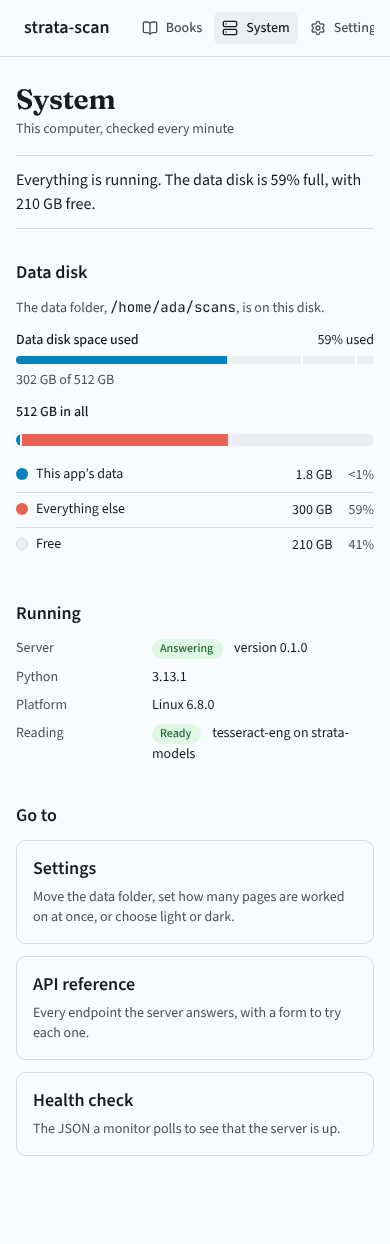 strata-scan
Books
System
Setting
System
This computer, checked every minute
Everything is running. The data disk is 59% full, with
210 GB free.
Data disk
The data folder, /home/ada/scans, is on this disk.
Data disk space used 59% used
302 GB of 512 GB
512 GB in all
This app’s data 1.8 GB <1%
Everything else 300 GB 59%
Free 210 GB 41%
Running
Server Answering version 0.1.0
Python 3.13.1
Platform Linux 6.8.0
Reading Ready tesseract-eng on strata-
models
Go to
Settings
Move the data folder, set how many pages are worked
on at once, or choose light or dark.
API reference
Every endpoint the server answers, with a form to try
each one.
Health check
The JSON a monitor polls to see that the server is up.